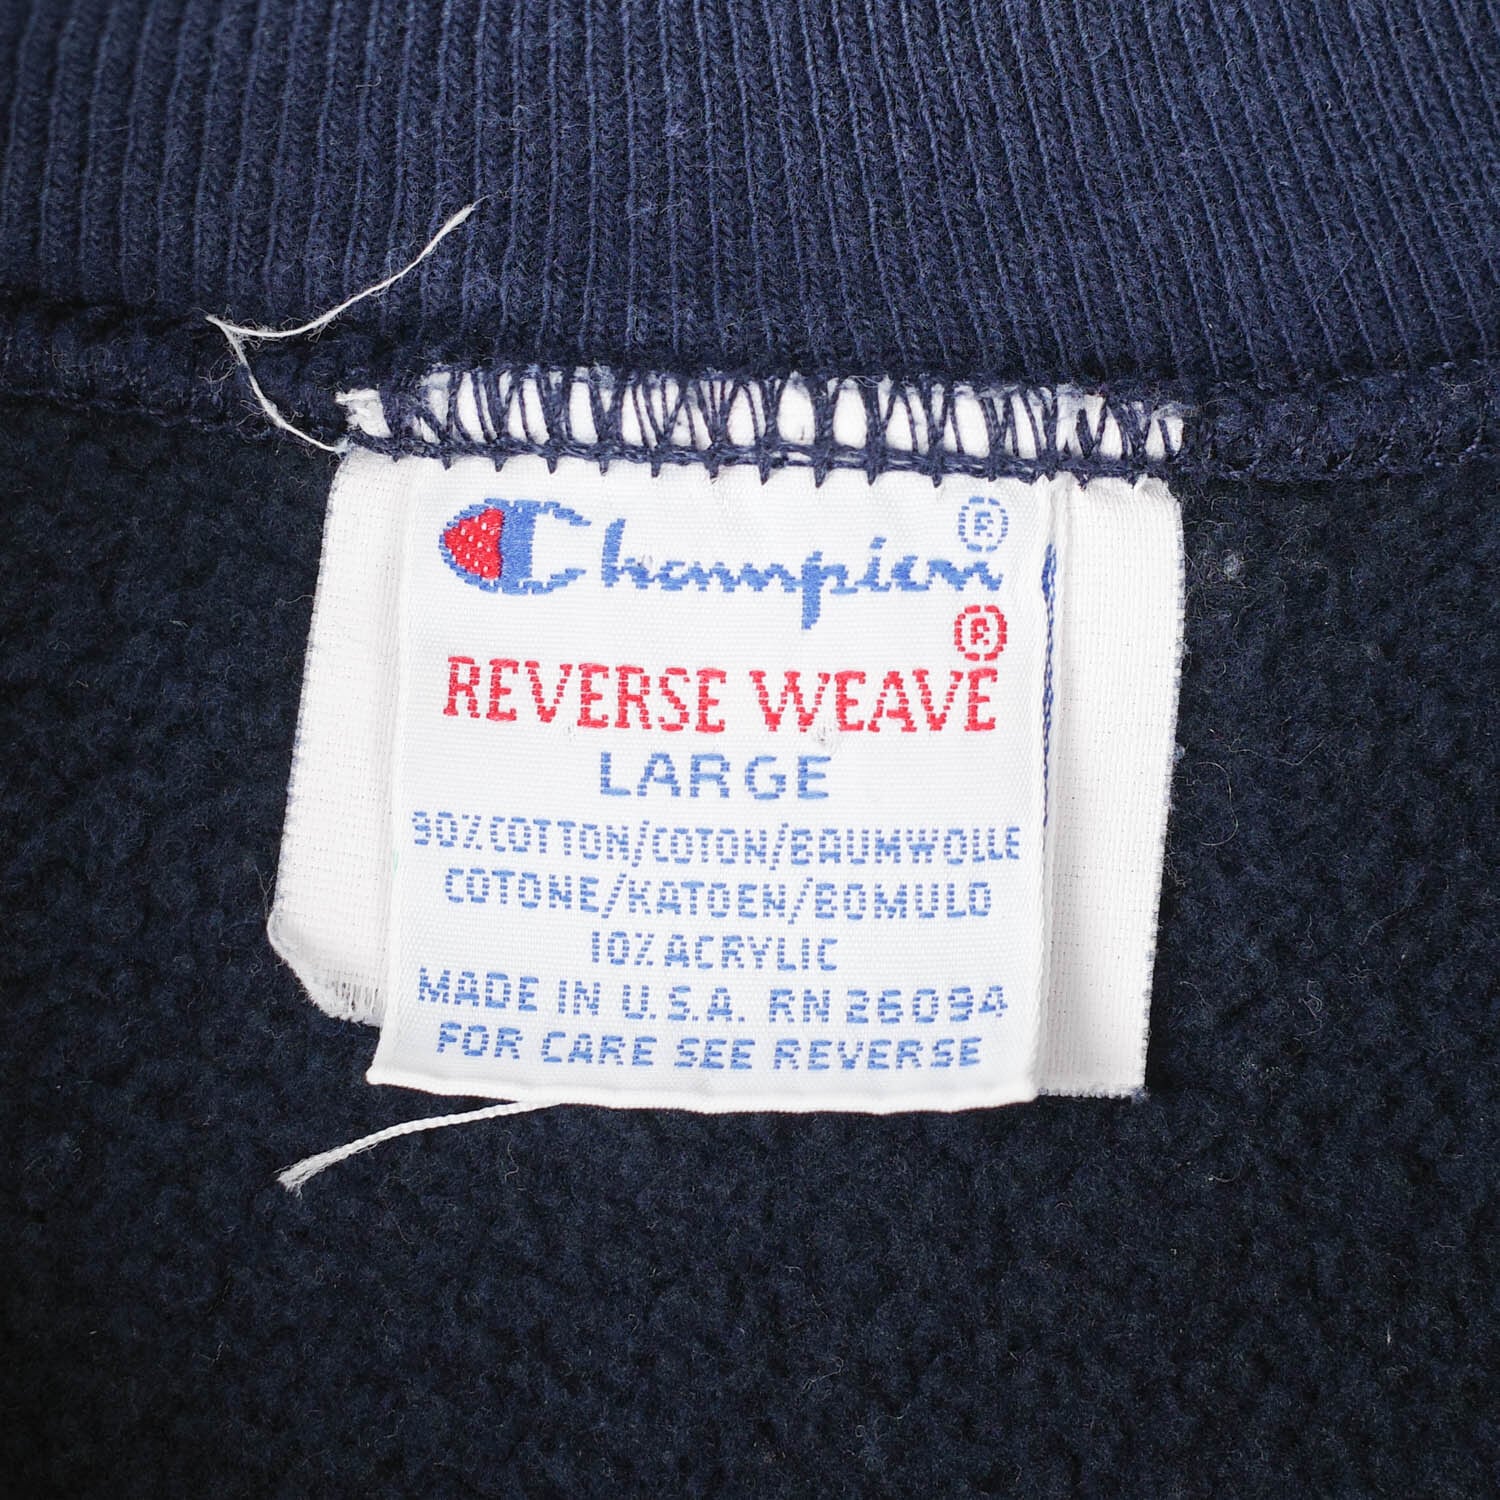 Champion®
REVERSE WEAVE®
LARGE
90% COTTON/COTON/BAUMWOLLE
COTONE/KATOEN/BOMULD
10% ACRYLIC
MADE IN U.S.A. RN 26094
FOR CARE SEE REVERSE